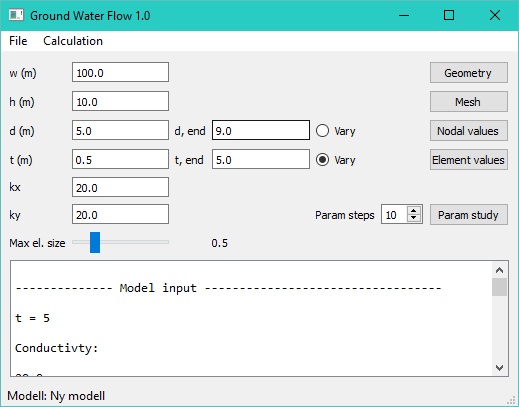 Ground Water Flow 1.0
File Calculation
w (m) 100.0 Geometry
h (m) 10.0 Mesh
d (m) 5.0 d, end 9.0 Vary Nodal values
t (m) 0.5 t, end 5.0 Vary Element values
kx 20.0
ky 20.0 Param steps 10 Param study
Max el. size 0.5
-------------- Model input ----------------------------------
t = 5
Conductivty:
Modell: Ny modell